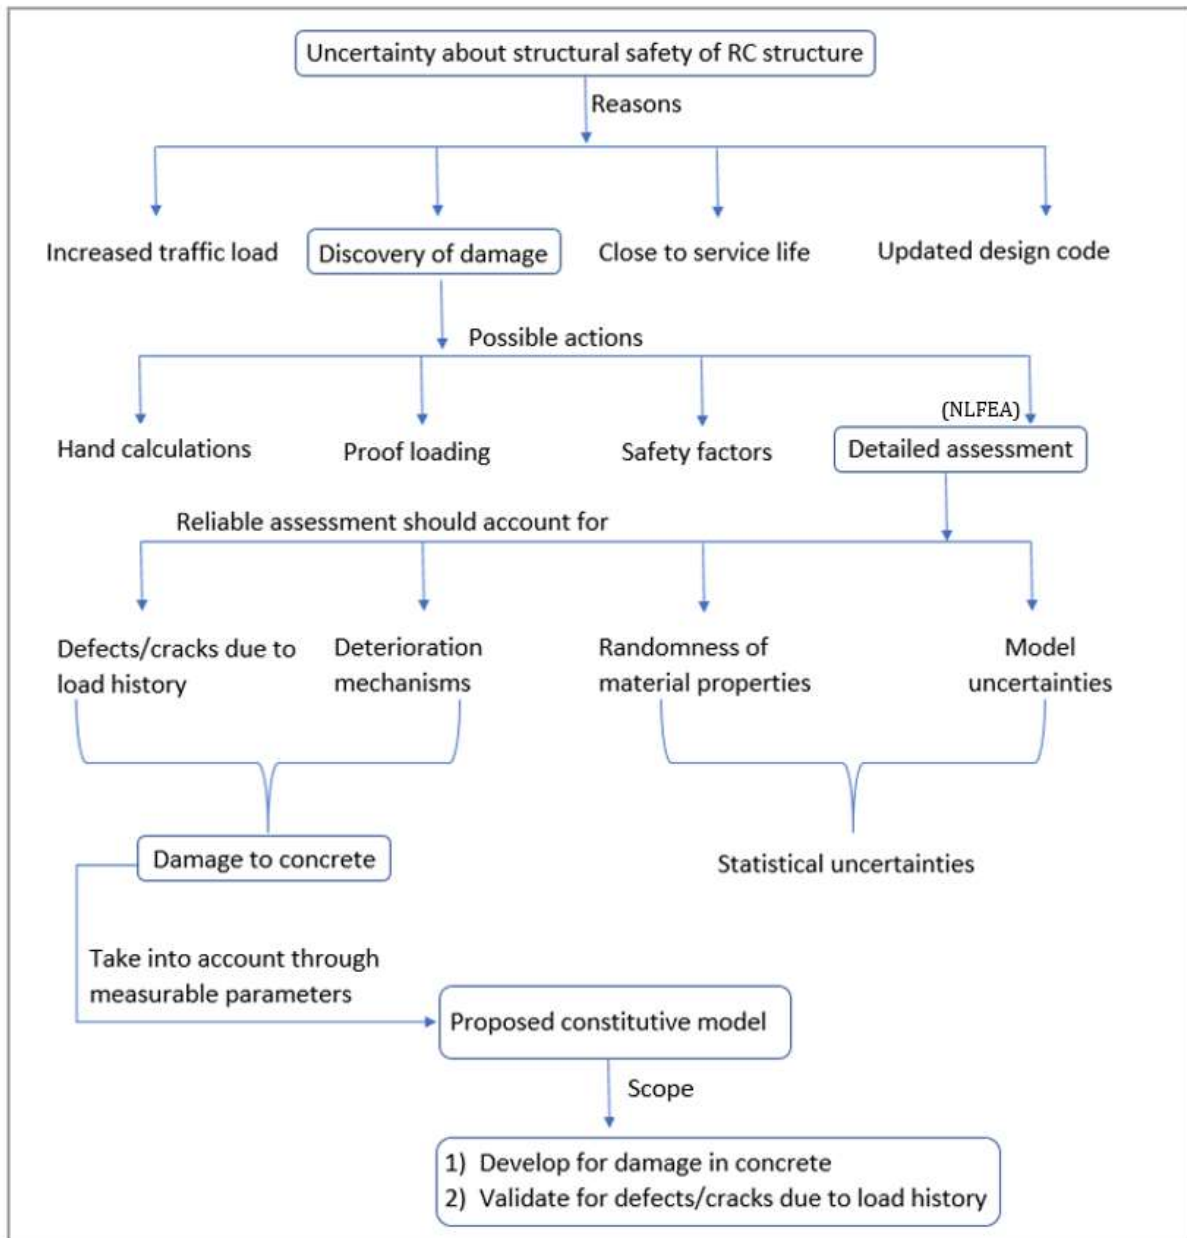 Uncertainty about structural safety of RC structure
Reasons
Increased traffic load
Discovery of damage
Close to service life
Updated design code
Possible actions
(NLFEA)
Hand calculations
Proof loading
Safety factors
Detailed assessment
Reliable assessment should account for
Defects/cracks due to
load history
Deterioration
mechanisms
Randomness of
material properties
Model
uncertainties
Damage to concrete
Statistical uncertainties
Take into account through
measurable parameters
Proposed constitutive model
Scope
1) Develop for damage in concrete
2) Validate for defects/cracks due to load history